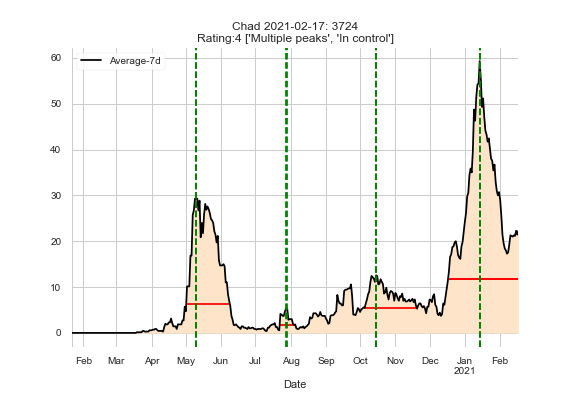 Chad 2021-02-17: 3724
Rating:4 ['Multiple peaks', 'In control']
Average-7d
60
50
40
30
20
10
0
Feb Mar Apr May Jun Jul Aug Sep Oct Nov Dec Jan Feb
2021
Date